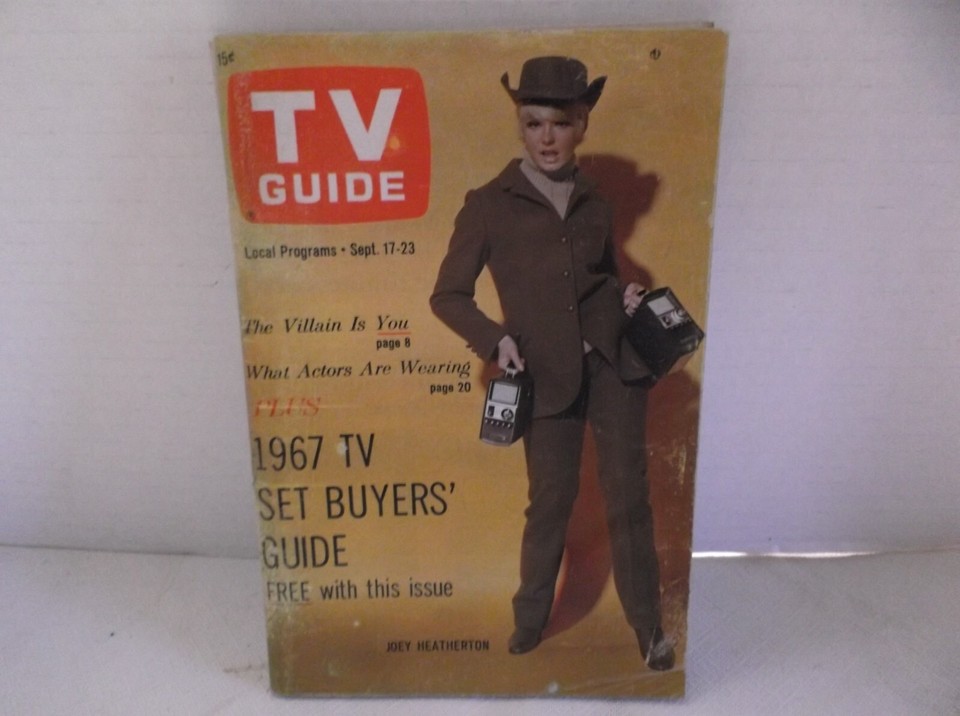 15¢
TV
GUIDE
Local Programs • Sept. 17-23
The Villain Is You
page 8
What Actors Are Wearing
page 20
PLUS
1967 TV
SET BUYERS'
GUIDE
FREE with this issue
JOEY HEATHERTON